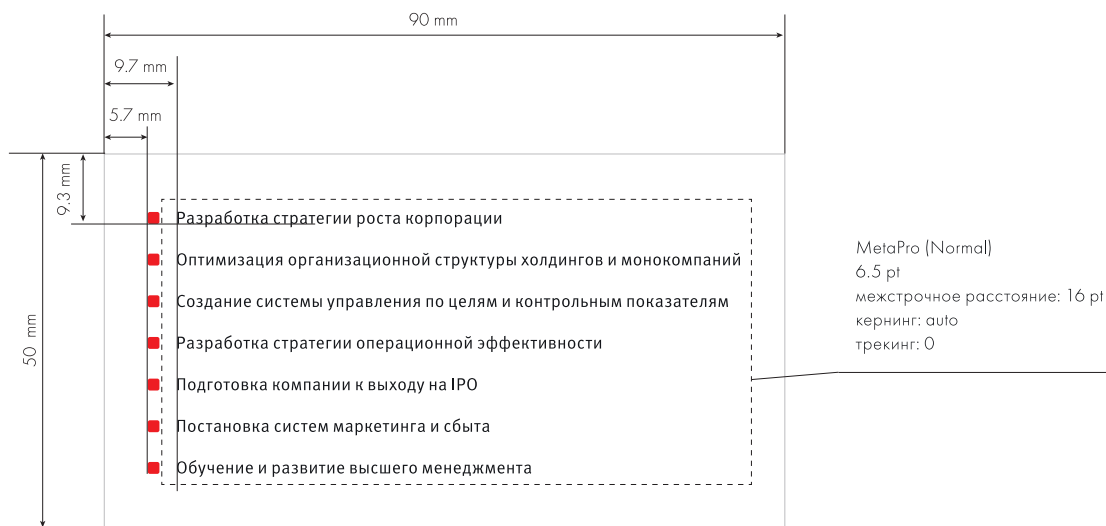 90 mm
9.7 mm
5.7 mm
9.3 mm
50 mm
Разработка стратегии роста корпорации
Оптимизация организационной структуры холдингов и монокомпаний
Создание системы управления по целям и контрольным показателям
Разработка стратегии операционной эффективности
Подготовка компании к выходу на IPO
Постановка систем маркетинга и сбыта
Обучение и развитие высшего менеджмента
MetaPro (Normal)
6.5 pt
межстрочное расстояние: 16 pt
кернинг: auto
трекинг: 0